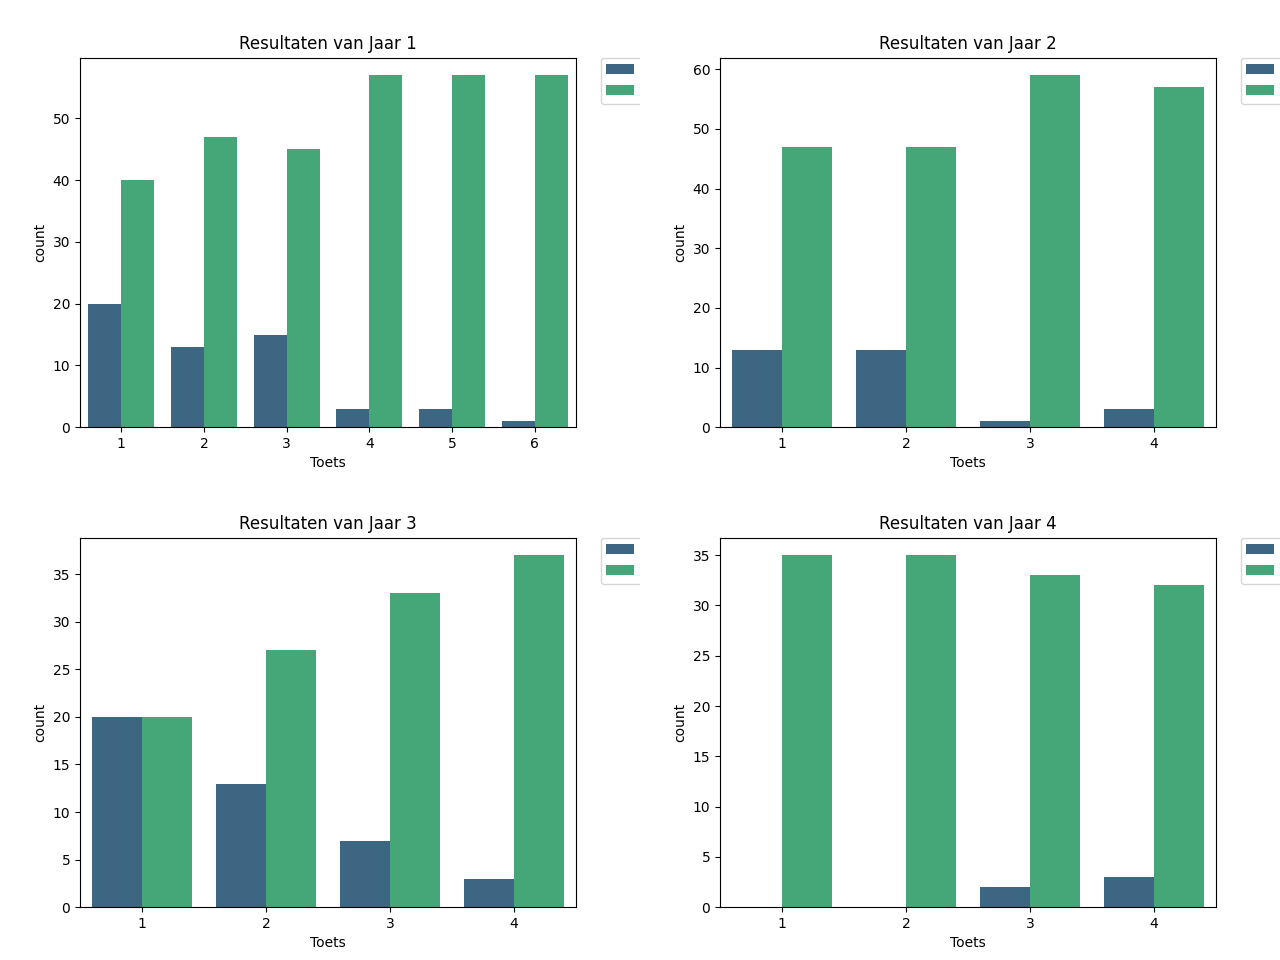 Resultaten van Jaar 1
count
50
40
30
20
10
0
1 2 3 4 5 6
Toets
Resultaten van Jaar 2
count
60
50
40
30
20
10
0
1 2 3 4
Toets
Resultaten van Jaar 3
count
35
30
25
20
15
10
5
0
1 2 3 4
Toets
Resultaten van Jaar 4
count
35
30
25
20
15
10
5
0
1 2 3 4
Toets